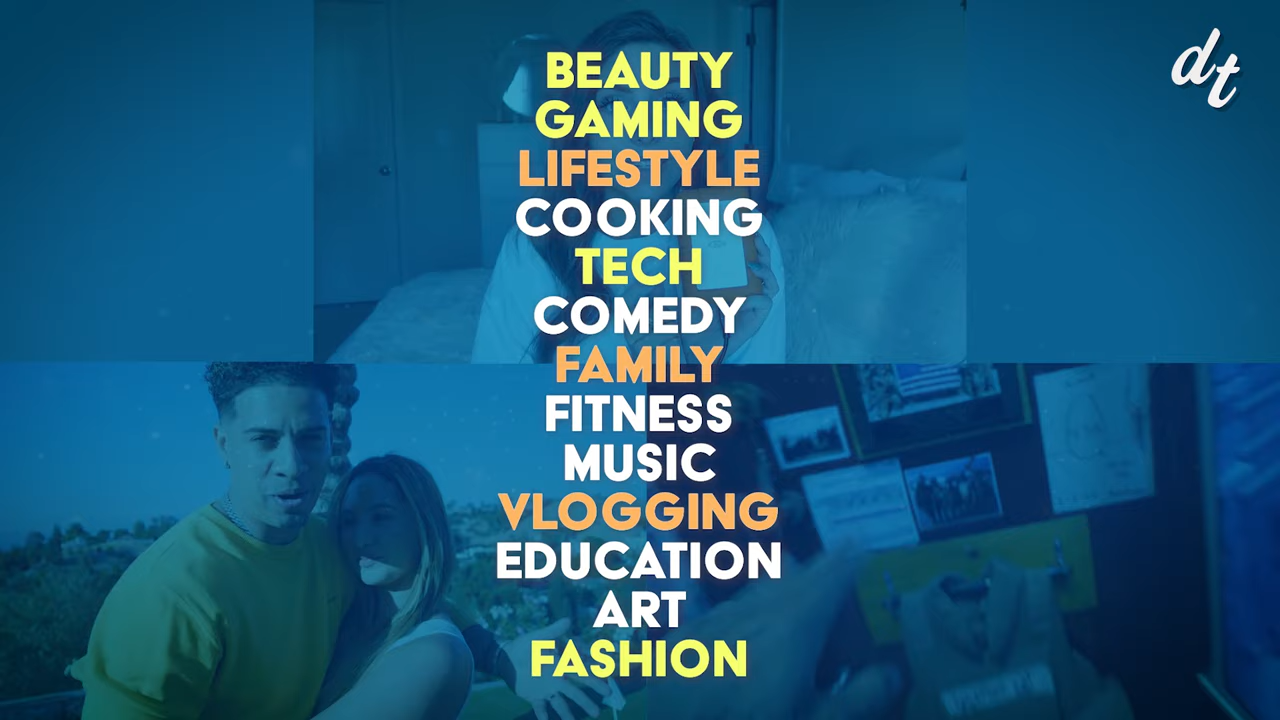 dt
BEAUTY
GAMING
LIFESTYLE
COOKING
TECH
COMEDY
FAMILY
FITNESS
MUSIC
VLOGGING
EDUCATION
ART
FASHION